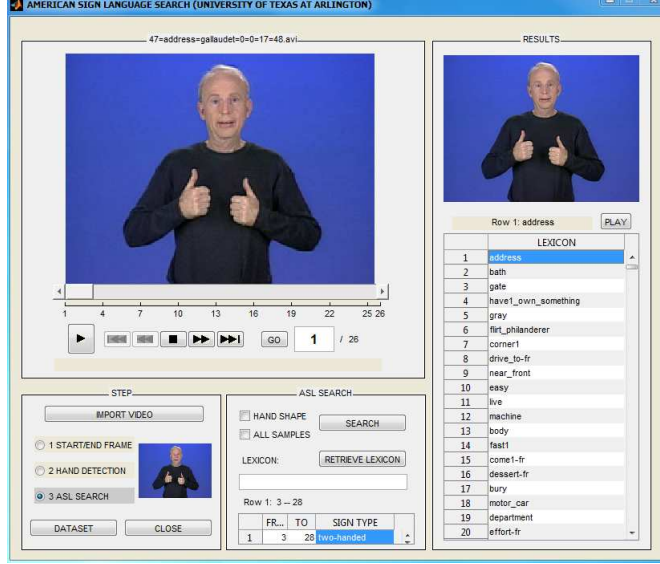 AMERICAN SIGN LANGUAGE SEARCH (UNIVERSITY OF TEXAS AT ARLINGTON)
47=address=gallaudet=0=0=17=48.avi
1 4 7 10 13 16 19 22 25 26
GO 1 / 26
STEP
IMPORT VIDEO
1 START/END FRAME
2 HAND DETECTION
3 ASL SEARCH
DATASET CLOSE
ASL SEARCH
HAND SHAPE
ALL SAMPLES
SEARCH
LEXICON: RETRIEVE LEXICON
Row 1: 3 -- 28
FR... TO SIGN TYPE
1 3 28 two-handed
RESULTS
Row 1: address PLAY
LEXICON
1 address
2 bath
3 gate
4 have1_own_something
5 gray
6 flirt_philanderer
7 corner1
8 drive_to-fr
9 near_front
10 easy
11 live
12 machine
13 body
14 fast1
15 come1-fr
16 dessert-fr
17 bury
18 motor_car
19 department
20 effort-fr